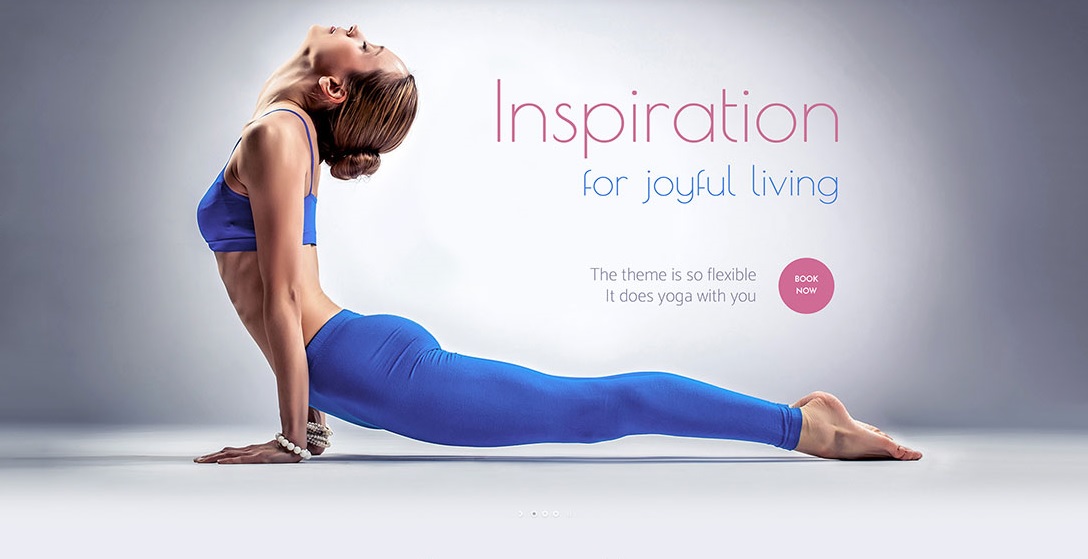 Inspiration
for joyful living
The theme is so flexible
It does yoga with you
BOOK
NOW